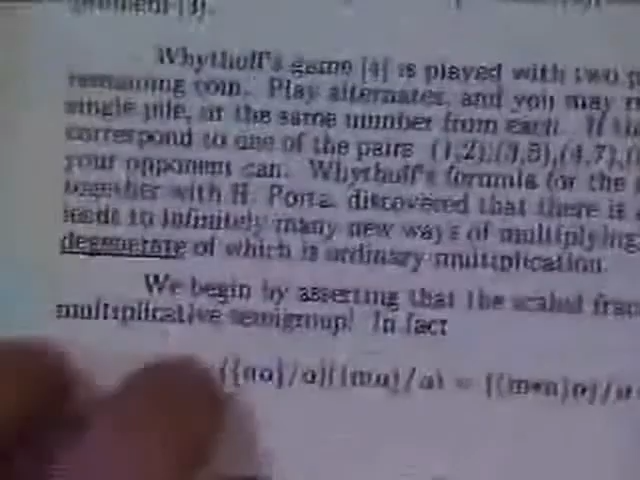 Whythoff's game [4] is played with two
remaining coin. Play alternates, and you may
single pile, or the same number from each. If
correspond to one of the pairs (1,2),(3,5),(4,7),
your opponent can. Whythoff's formula for the
together with H. Porta, discovered that there is
leads to infinitely many new ways of multiplying
degenerate of which is ordinary multiplication.
We begin by asserting that the scaled
multiplicative semigroup! In fact